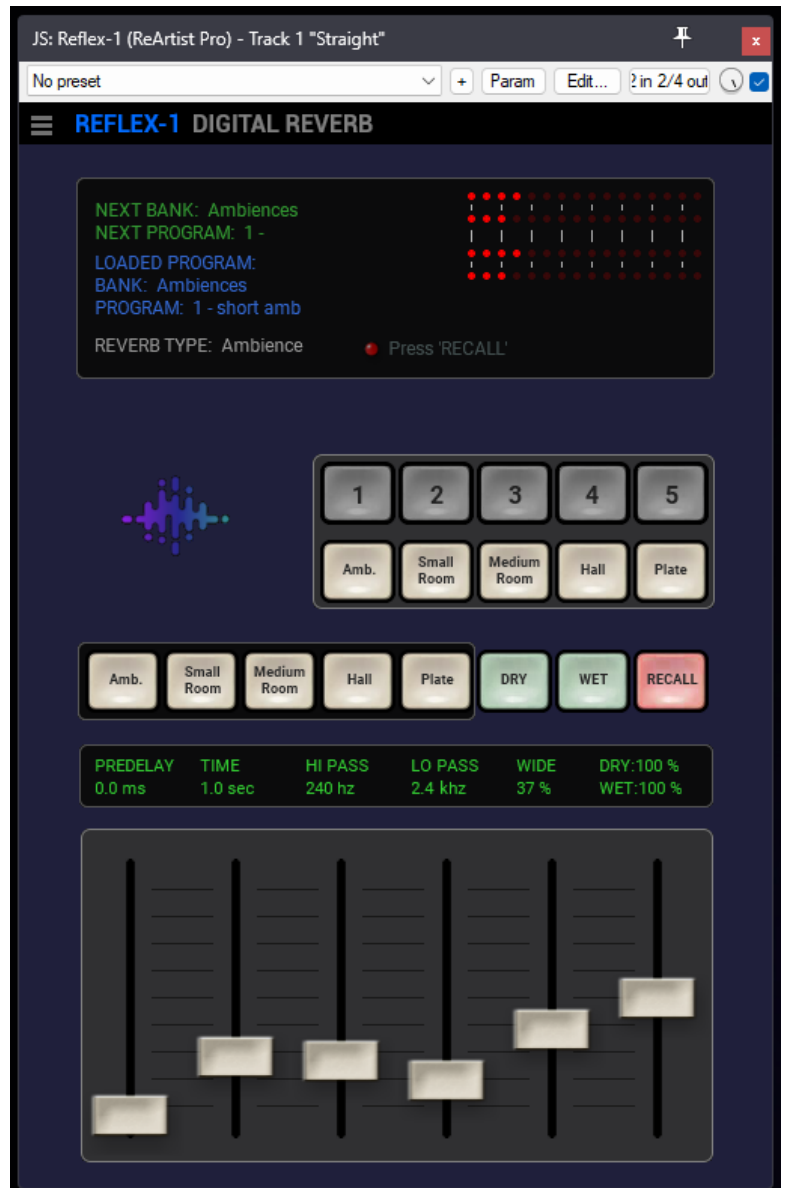 JS: Reflex-1 (ReArtist Pro) - Track 1 "Straight"
x
No preset
+
Param
Edit...
2 in 2/4 out
REFLEX-1 DIGITAL REVERB
NEXT BANK: Ambiences
NEXT PROGRAM: 1 -
LOADED PROGRAM:
BANK: Ambiences
PROGRAM: 1 - short amb
REVERB TYPE: Ambience
Press 'RECALL'
1 2 3 4 5
Amb.
Small
Room
Medium
Room
Hall
Plate
Amb.
Small
Room
Medium
Room
Hall
Plate
DRY
WET
RECALL
PREDELAY TIME HI PASS LO PASS WIDE DRY:100 %
0.0 ms 1.0 sec 240 hz 2.4 khz 37 % WET:100 %